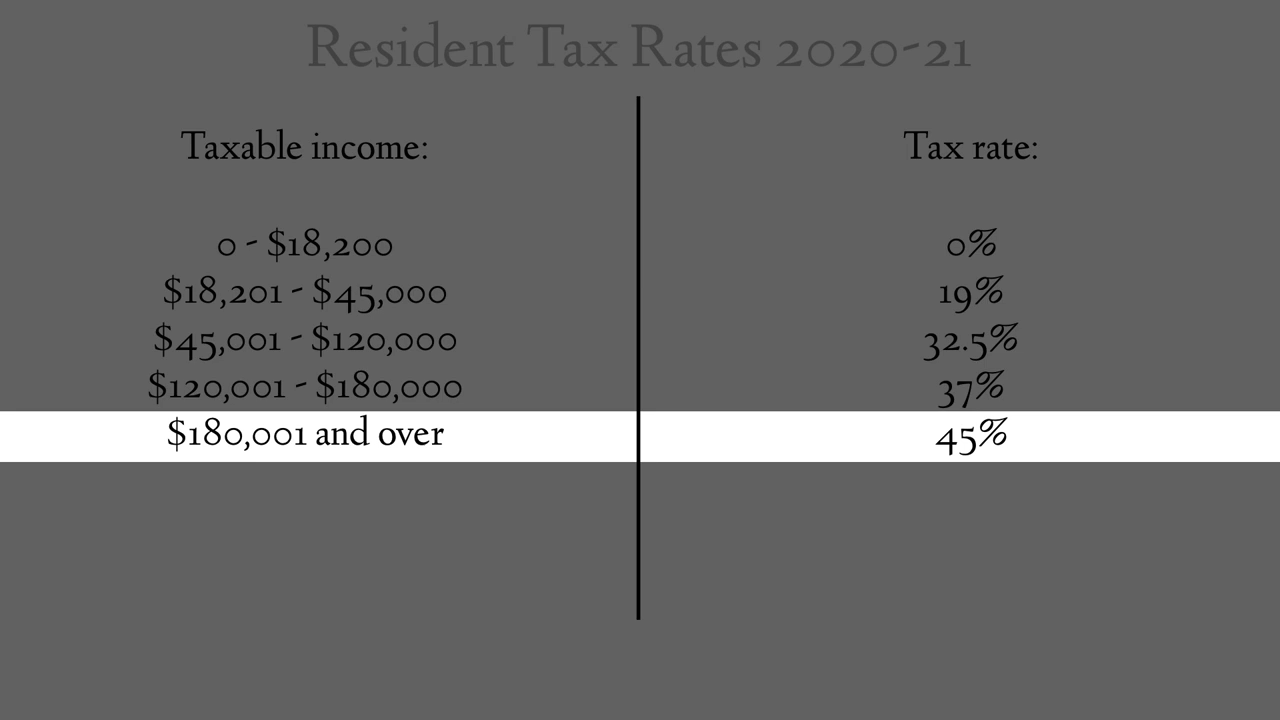 Resident Tax Rates 2020-21
Taxable income: Tax rate:
0 - $18,200 0%
$18,201 - $45,000 19%
$45,001 - $120,000 32.5%
$120,001 - $180,000 37%
$180,001 and over 45%